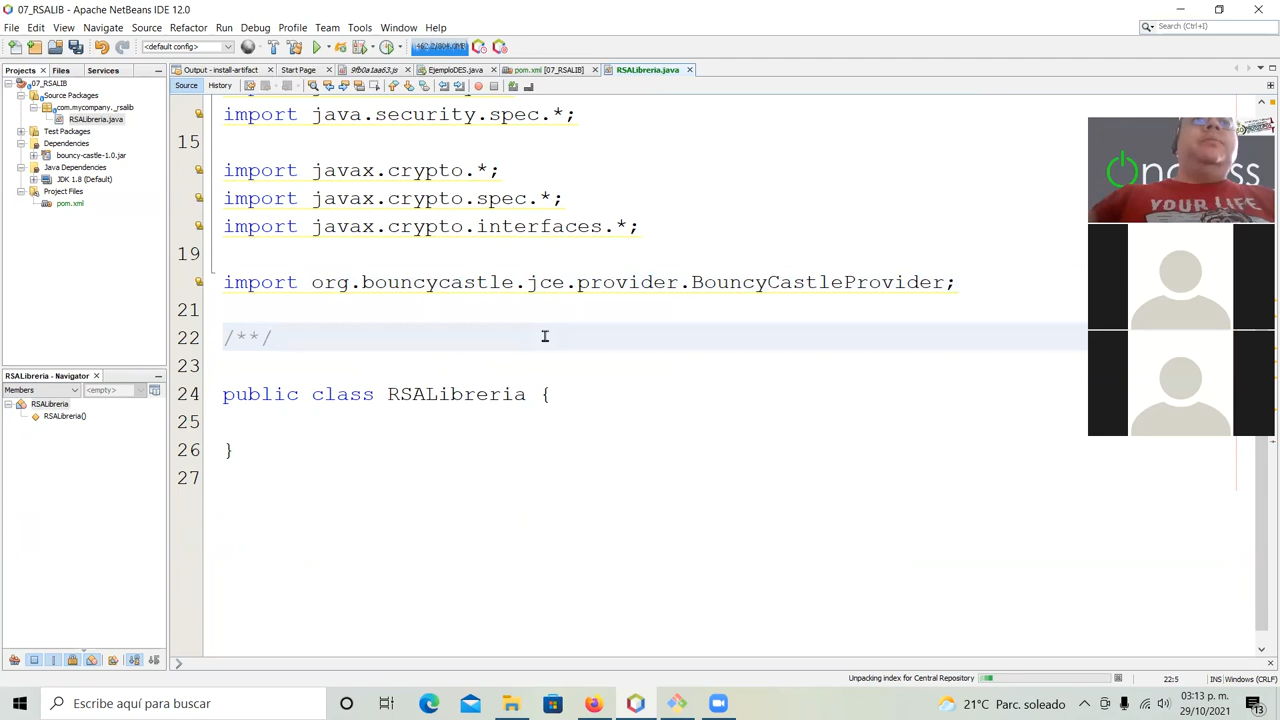 07_RSALIB - Apache NetBeans IDE 12.0
File Edit View Navigate Source Refactor Run Debug Profile Team Tools Window Help
Search (Ctrl+I)
<default config>
Projects Files Services
Output - install-artifact Start Page 9fb0a1aa63.js EjemploDES.java pom.xml [07_RSALIB] RSALibreria.java
Source History
07_RSALIB
Source Packages
com.mycompany._rsalib
RSALibreria.java
Test Packages
Dependencies
bouncy-castle-1.0.jar
Java Dependencies
JDK 1.8 (Default)
Project Files
pom.xml
import java.security.spec.*;
15
import javax.crypto.*;
import javax.crypto.spec.*;
import javax.crypto.interfaces.*;
19
import org.bouncycastle.jce.provider.BouncyCastleProvider;
21
22 /**/
23
24 public class RSALibreria {
25
26 }
27
RSALibreria - Navigator
Members <empty>
RSALibreria
RSALibreria()
YOUR LIFE
Unpacking index for Central Repository
22:5 INS Windows (CRLF)
Escribe aquí para buscar
21°C Parc. soleado
03:13 p. m.
29/10/2021
13